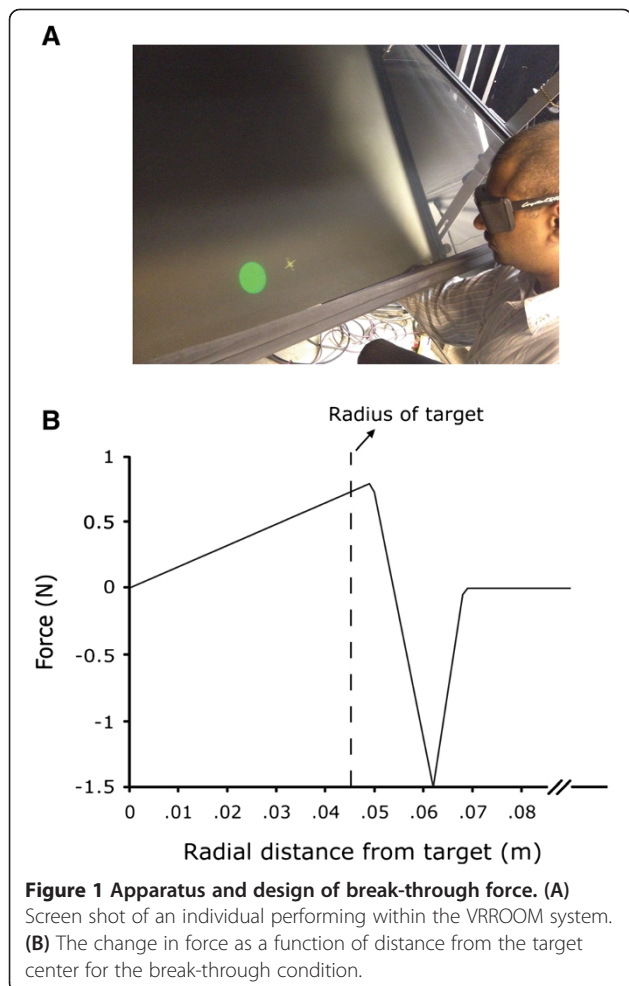 A
B
Radius of target
1
0.5
0
-0.5
-1
-1.5
Force (N)
0 .01 .02 .03 .04 .05 .06 .07 .08
Radial distance from target (m)
Figure 1 Apparatus and design of break-through force. (A)
Screen shot of an individual performing within the VRROOM system.
(B) The change in force as a function of distance from the target
center for the break-through condition.